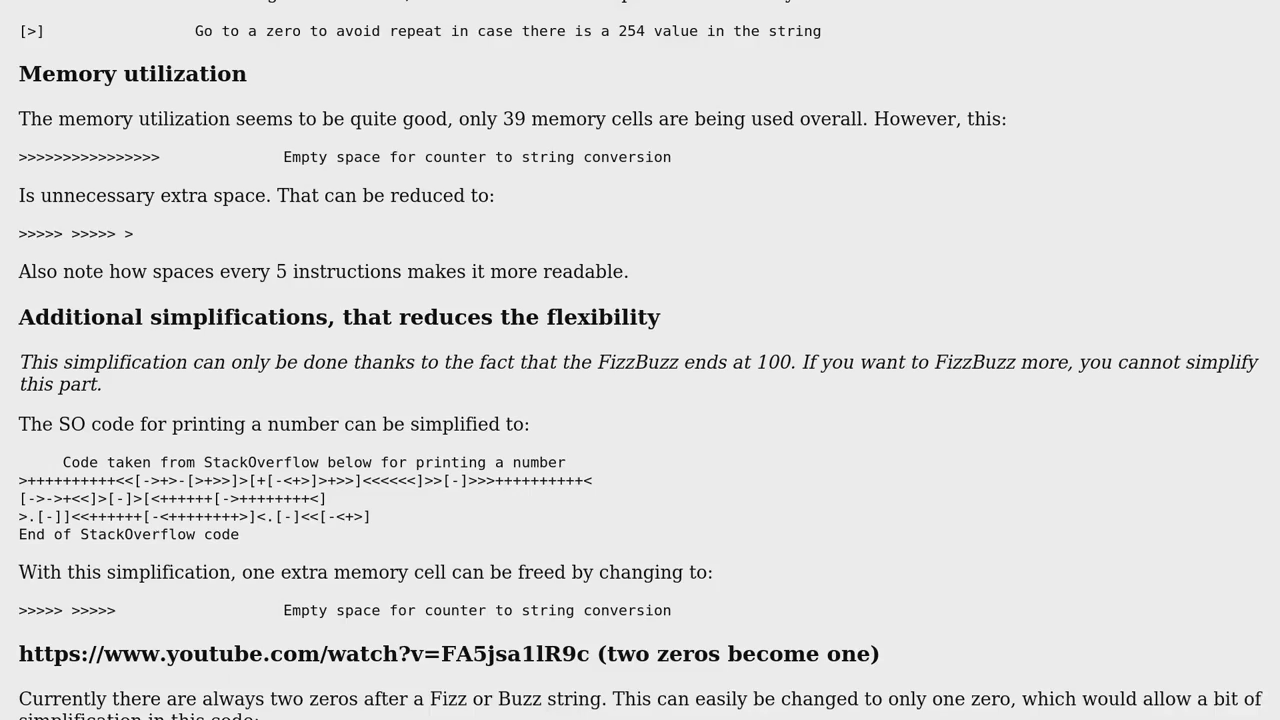 [>]                 Go to a zero to avoid repeat in case there is a 254 value in the string
Memory utilization
The memory utilization seems to be quite good, only 39 memory cells are being used overall. However, this:
>>>>>>>>>>>>>>>>              Empty space for counter to string conversion
Is unnecessary extra space. That can be reduced to:
>>>>> >>>>> >
Also note how spaces every 5 instructions makes it more readable.
Additional simplifications, that reduces the flexibility
This simplification can only be done thanks to the fact that the FizzBuzz ends at 100. If you want to FizzBuzz more, you cannot simplify
this part.
The SO code for printing a number can be simplified to:
     Code taken from StackOverflow below for printing a number
>++++++++++<<[->+>-[>+>>]>[+[-<+>]>+>>]<<<<<<]>>[-]>>>++++++++++<
[->->+<<]>[-]>[<++++++[->++++++++<]
>.[-]]<<++++++[-<++++++++>]<.[-]<<[-<+>]
End of StackOverflow code
With this simplification, one extra memory cell can be freed by changing to:
>>>>> >>>>>                   Empty space for counter to string conversion
https://www.youtube.com/watch?v=FA5jsa1lR9c (two zeros become one)
Currently there are always two zeros after a Fizz or Buzz string. This can easily be changed to only one zero, which would allow a bit of
simplification in this code: